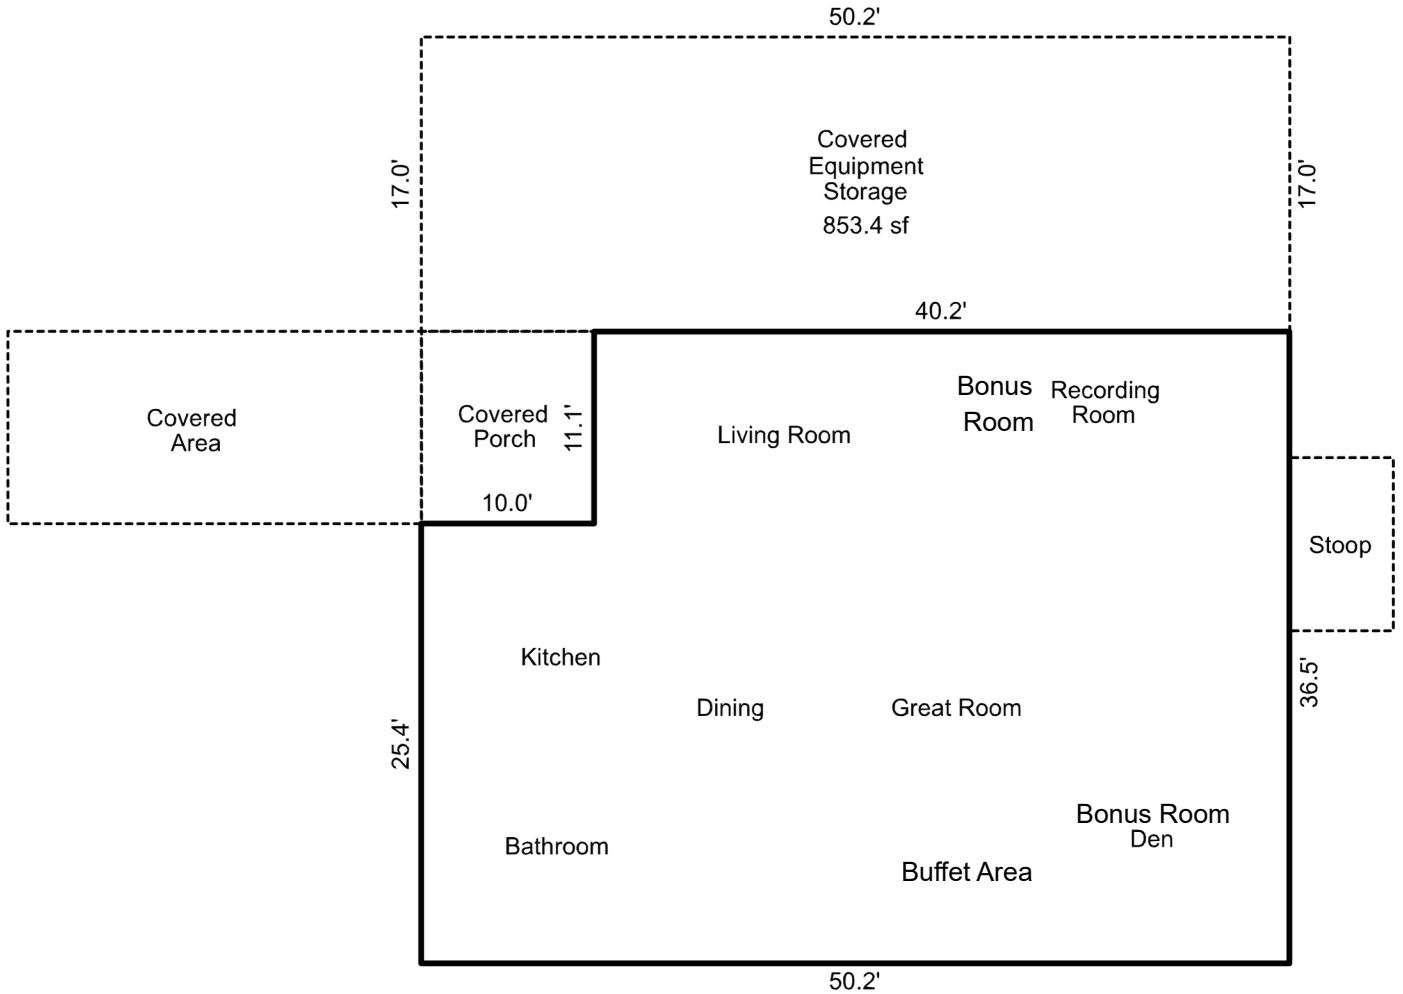 50.2'
17.0'
Covered
Equipment
Storage
853.4 sf
17.0'
40.2'
Covered
Area
Covered
Porch
11.1'
10.0'
Living Room
Bonus
Room
Recording
Room
Stoop
Kitchen
Dining
Great Room
36.5'
25.4'
Bathroom
Bonus Room
Den
Buffet Area
50.2'